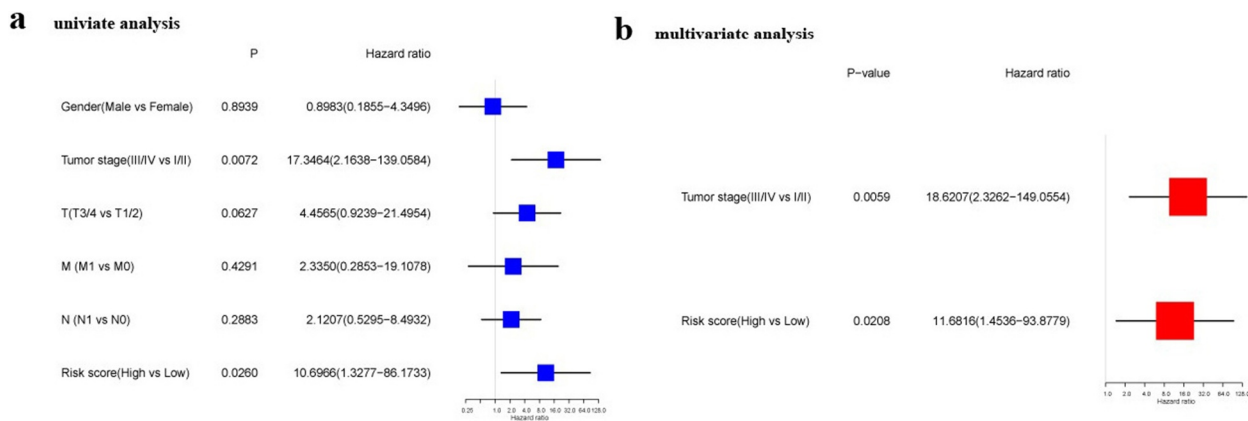 a univiate analysis
P Hazard ratio
Gender(Male vs Female) 0.8939 0.8983(0.1855−4.3496)
Tumor stage(III/IV vs I/II) 0.0072 17.3464(2.1638−139.0584)
T(T3/4 vs T1/2) 0.0627 4.4565(0.9239−21.4954)
M (M1 vs M0) 0.4291 2.3350(0.2853−19.1078)
N (N1 vs N0) 0.2883 2.1207(0.5295−8.4932)
Risk score(High vs Low) 0.0260 10.6966(1.3277−86.1733)
0.25 1.0 2.0 4.0 8.0 16.0 32.0 64.0 128.0
Hazard ratio
b multivariate analysis
P−value Hazard ratio
Tumor stage(III/IV vs I/II) 0.0059 18.6207(2.3262−149.0554)
Risk score(High vs Low) 0.0208 11.6816(1.4536−93.8779)
1.0 2.0 4.0 8.0 16.0 32.0 64.0 128.0
Hazard ratio